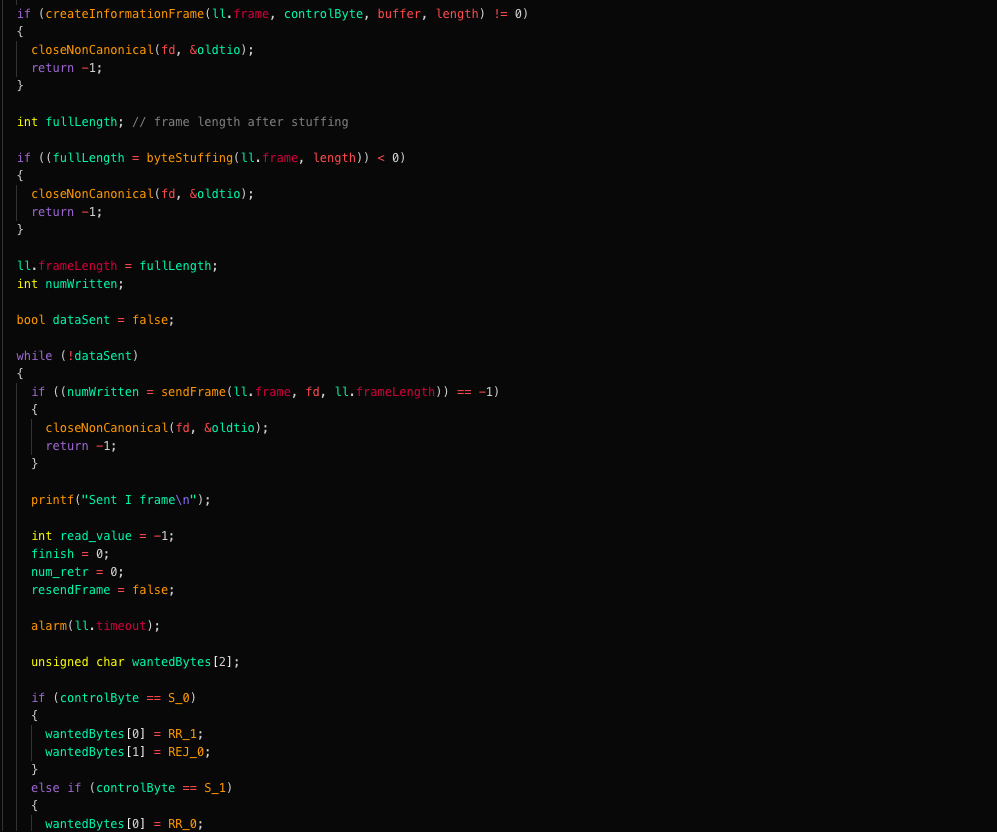 if (createInformationFrame(ll.frame, controlByte, buffer, length) != 0)
{
closeNonCanonical(fd, &oldtio);
return -1;
}
int fullLength; // frame length after stuffing
if ((fullLength = byteStuffing(ll.frame, length)) < 0)
{
closeNonCanonical(fd, &oldtio);
return -1;
}
ll.frameLength = fullLength;
int numWritten;
bool dataSent = false;
while (!dataSent)
{
if ((numWritten = sendFrame(ll.frame, fd, ll.frameLength)) == -1)
{
closeNonCanonical(fd, &oldtio);
return -1;
}
printf("Sent I frame\n");
int read_value = -1;
finish = 0;
num_retr = 0;
resendFrame = false;
alarm(ll.timeout);
unsigned char wantedBytes[2];
if (controlByte == S_0)
{
wantedBytes[0] = RR_1;
wantedBytes[1] = REJ_0;
}
else if (controlByte == S_1)
{
wantedBytes[0] = RR_0;